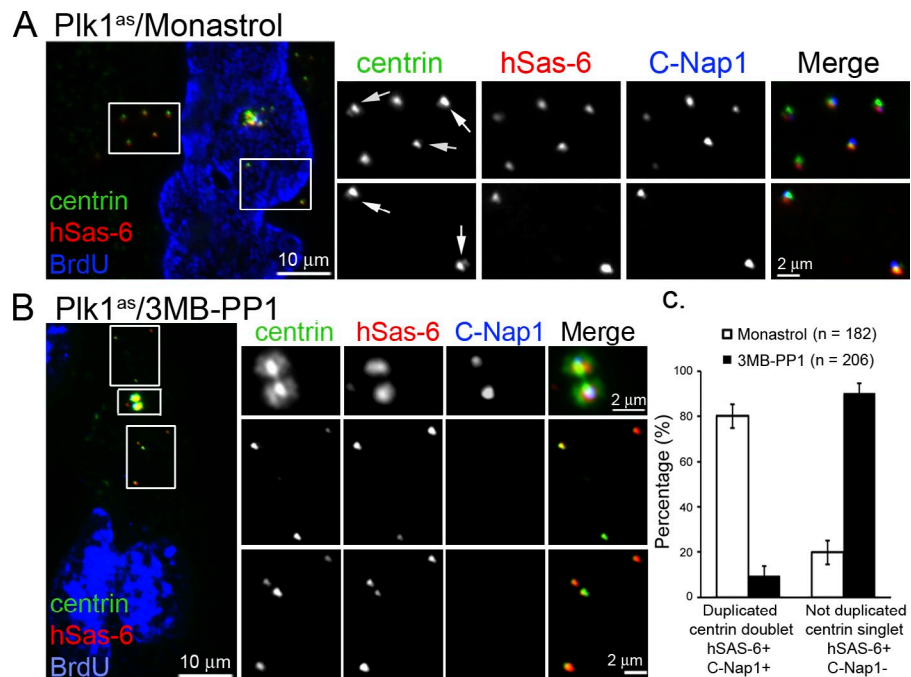 A Plk1as/Monastrol
centrin hSas-6 C-Nap1 Merge
centrin
hSas-6
BrdU
10 µm
2 µm
B Plk1as/3MB-PP1
centrin hSas-6 C-Nap1 Merge
2 µm
centrin
hSas-6
BrdU
10 µm
2 µm
c.
Monastrol (n = 182)
3MB-PP1 (n = 206)
Percentage (%)
100
80
60
40
20
0
Duplicated centrin doublet hSAS-6+ C-Nap1+
Not duplicated centrin singlet hSAS-6+ C-Nap1-